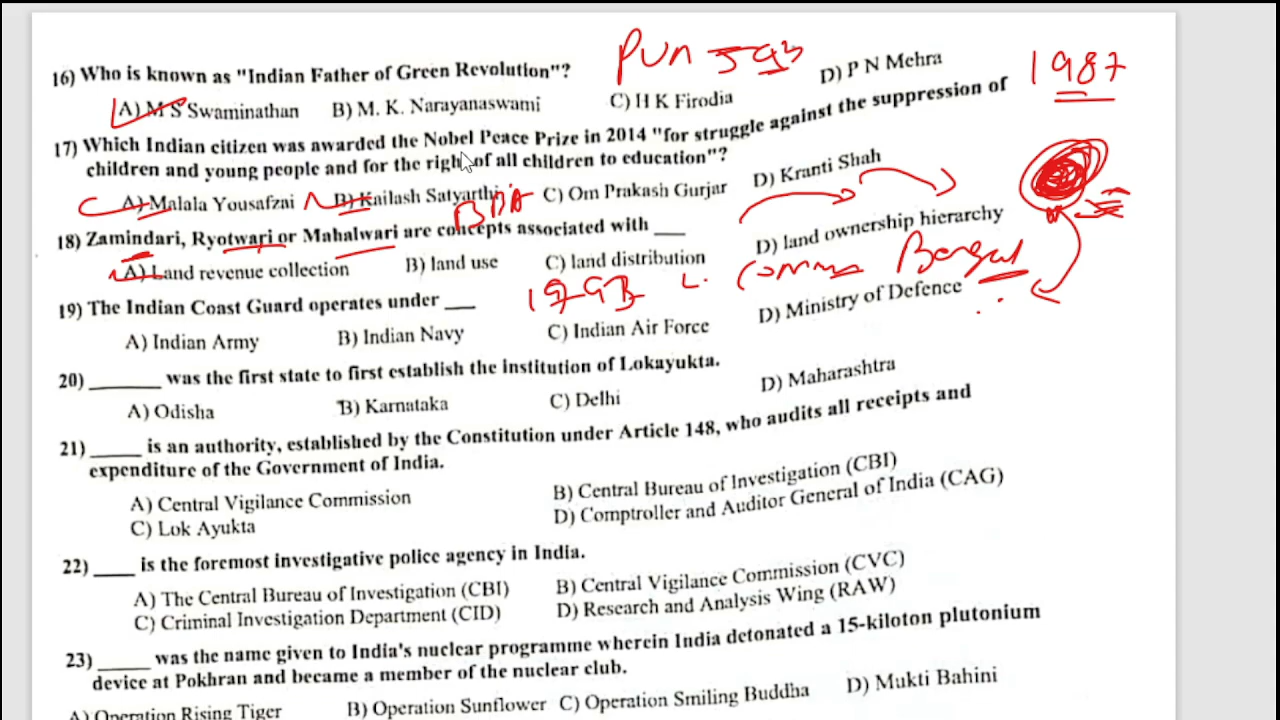 16) Who is known as "Indian Father of Green Revolution"?
A) M S Swaminathan B) M. K. Narayanaswami C) H K Firodia D) P N Mehra
1987
17) Which Indian citizen was awarded the Nobel Peace Prize in 2014 "for struggle against the suppression of
children and young people and for the right of all children to education"?
A) Malala Yousafzai B) Kailash Satyarthi C) Om Prakash Gurjar D) Kranti Shah
18) Zamindari, Ryotwari or Mahalwari are concepts associated with ___
A) Land revenue collection B) land use C) land distribution D) land ownership hierarchy
1793 Bengal
19) The Indian Coast Guard operates under ___
A) Indian Army B) Indian Navy C) Indian Air Force D) Ministry of Defence
20) _______ was the first state to first establish the institution of Lokayukta.
A) Odisha B) Karnataka C) Delhi D) Maharashtra
21) _____ is an authority, established by the Constitution under Article 148, who audits all receipts and
expenditure of the Government of India.
A) Central Vigilance Commission B) Central Bureau of Investigation (CBI)
C) Lok Ayukta D) Comptroller and Auditor General of India (CAG)
22) ____ is the foremost investigative police agency in India.
A) The Central Bureau of Investigation (CBI) B) Central Vigilance Commission (CVC)
C) Criminal Investigation Department (CID) D) Research and Analysis Wing (RAW)
23) _____ was the name given to India's nuclear programme wherein India detonated a 15-kiloton plutonium
device at Pokhran and became a member of the nuclear club.
A) Operation Rising Tiger B) Operation Sunflower C) Operation Smiling Buddha D) Mukti Bahini